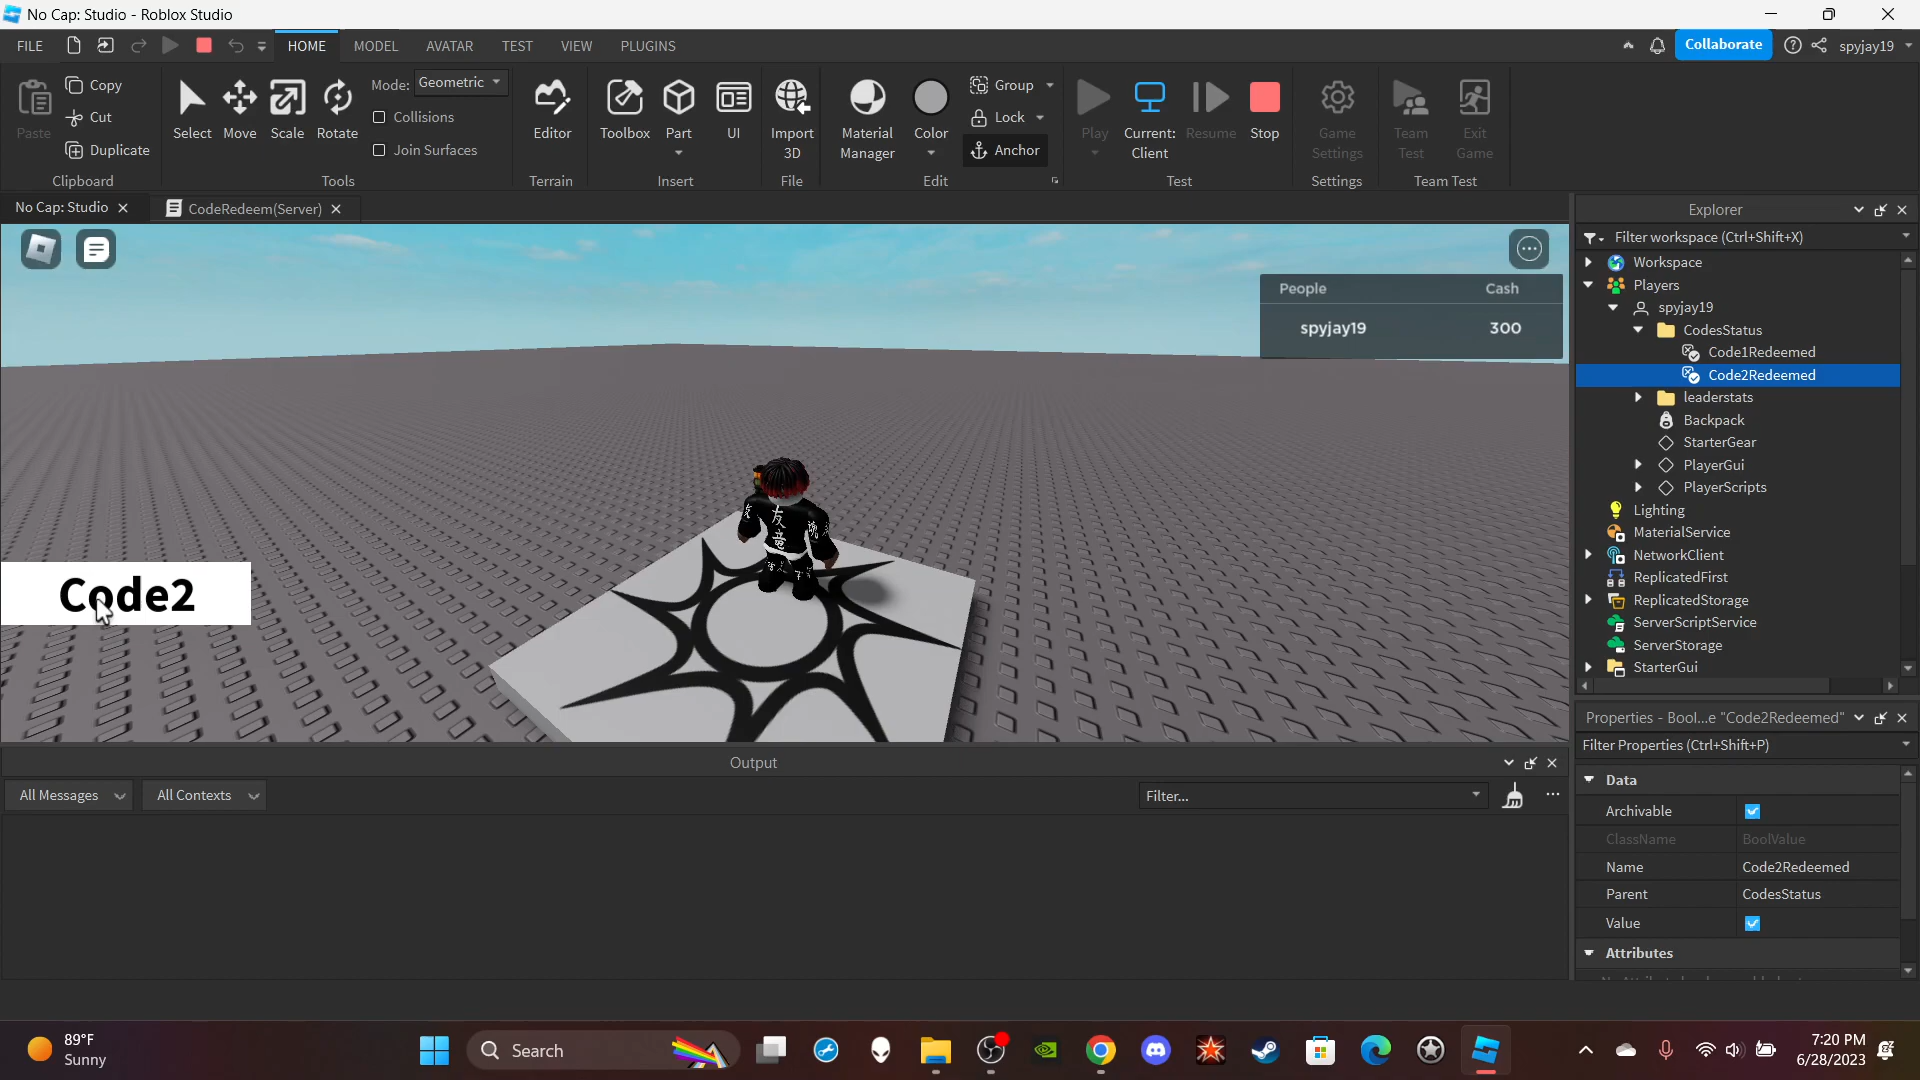 No Cap: Studio - Roblox Studio
FILE HOME MODEL AVATAR TEST VIEW PLUGINS Collaborate spyjay19
Paste Copy Cut Duplicate
Clipboard
Select Move Scale Rotate
Mode: Geometric
Collisions
Join Surfaces
Tools
Editor
Terrain
Toolbox Part UI
Insert
Import 3D
File
Material Manager Color
Group
Lock
Anchor
Edit
Play Current: Client Resume Stop
Test
Game Settings
Settings
Team Test Exit Game
Team Test
No Cap: Studio CodeRedeem(Server)
People Cash
spyjay19 300
友
竜
Code2
Explorer
Filter workspace (Ctrl+Shift+X)
Workspace
Players
spyjay19
CodesStatus
Code1Redeemed
Code2Redeemed
leaderstats
Backpack
StarterGear
PlayerGui
PlayerScripts
Lighting
MaterialService
NetworkClient
ReplicatedFirst
ReplicatedStorage
ServerScriptService
ServerStorage
StarterGui
Properties - Bool...e "Code2Redeemed"
Filter Properties (Ctrl+Shift+P)
Data
Archivable
ClassName BoolValue
Name Code2Redeemed
Parent CodesStatus
Value
Attributes
Output
All Messages All Contexts Filter...
89°F
Sunny
Search
7:20 PM
6/28/2023